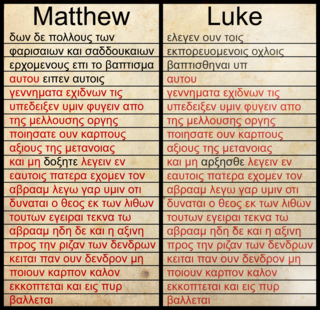 Matthew
δων δε πολλους των
φαρισαιων και σαδδουκαιων
ερχομενους επι το βαπτισμα
αυτου ειπεν αυτοις
γεννηματα εχιδνων τις
υπεδειξεν υμιν φυγειν απο
της μελλουσης οργης
ποιησατε ουν καρπους
αξιους της μετανοιας
και μη δοξητε λεγειν εν
εαυτοις πατερα εχομεν τον
αβρααμ λεγω γαρ υμιν οτι
δυναται ο θεος εκ των λιθων
τουτων εγειραι τεκνα τω
αβρααμ ηδη δε και η αξινη
προς την ριζαν των δενδρων
κειται παν ουν δενδρον μη
ποιουν καρπον καλον
εκκοπτεται και εις πυρ
βαλλεται
Luke
ελεγεν ουν τοις
εκπορευομενοις οχλοις
βαπτισθηναι υπ
αυτου
γεννηματα εχιδνων τις
υπεδειξεν υμιν φυγειν απο
της μελλουσης οργης
ποιησατε ουν καρπους
αξιους της μετανοιας
και μη αρξησθε λεγειν εν
εαυτοις πατερα εχομεν τον
αβρααμ λεγω γαρ υμιν οτι
δυναται ο θεος εκ των λιθων
τουτων εγειραι τεκνα τω
αβρααμ ηδη δε και η αξινη
προς την ριζαν των δενδρων
κειται παν ουν δενδρον μη
ποιουν καρπον καλον
εκκοπτεται και εις πυρ
βαλλεται